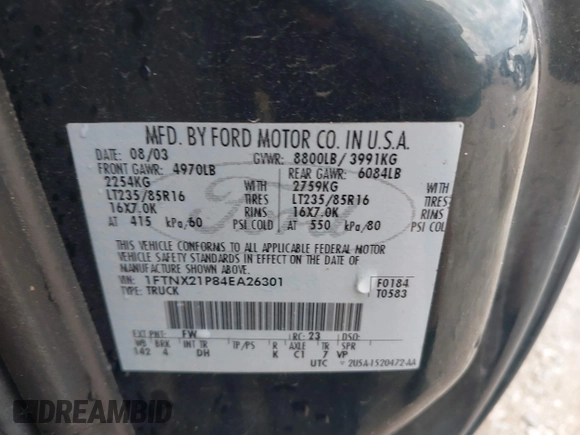 MFD. BY FORD MOTOR CO. IN U.S.A.
DATE: 08/03 GVWR: 8800LB/ 3991KG
FRONT GAWR: 4970LB REAR GAWR: 6084LB
2254KG WITH 2759KG WITH
LT235/85R16 TIRES LT235/85R16 TIRES
16X7.0K RIMS 16X7.0K RIMS
AT 415 kPa/60 PSI COLD AT 550 kPa/80 PSI COLD
THIS VEHICLE CONFORMS TO ALL APPLICABLE FEDERAL MOTOR
VEHICLE SAFETY STANDARDS IN EFFECT ON THE DATE OF
MANUFACTURE SHOWN ABOVE.
VIN: 1FTNX21P84EA26301 F0184
TYPE: TRUCK T0583
EXT PNT: FW RC: 23 DSO:
WB BRK INT TR TP/PS R AXLE TR SPR
142 4 DH K C1 7 VP
UTC 2U5A-1520472-AA
Ford
DREAMBID